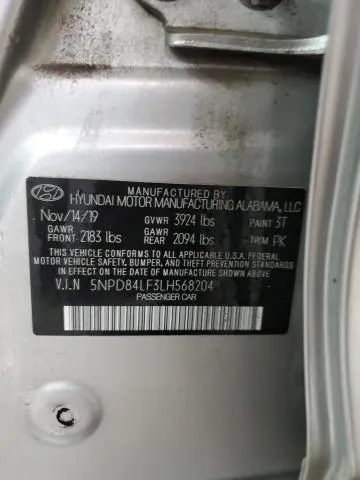 MANUFACTURED BY
HYUNDAI MOTOR MANUFACTURING ALABAMA, LLC
Nov/14/19 GVWR 3924 lbs PAINT 3T
GAWR FRONT 2183 lbs GAWR REAR 2094 lbs TRIM PK
THIS VEHICLE CONFORMS TO ALL APPLICABLE U.S.A. FEDERAL
MOTOR VEHICLE SAFETY, BUMPER, AND THEFT PREVENTION STANDARDS
IN EFFECT ON THE DATE OF MANUFACTURE SHOWN ABOVE.
V.I.N 5NPD84LF3LH568204
PASSENGER CAR